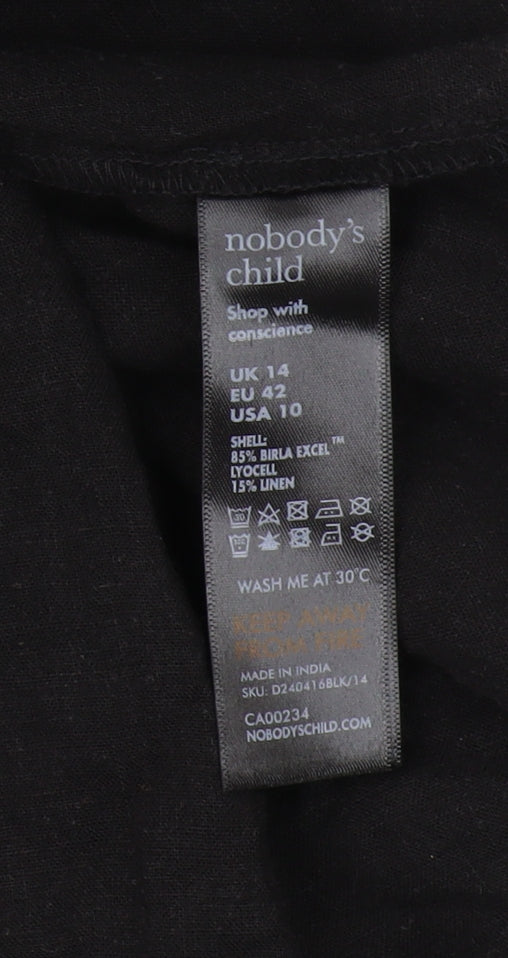 nobody's
child
Shop with
conscience
UK 14
EU 42
USA 10
SHELL:
85% BIRLA EXCEL™
LYOCELL
15% LINEN
30
WASH ME AT 30°C
KEEP AWAY
FROM FIRE
MADE IN INDIA
SKU: D240416BLK/14
CA00234
NOBODYSCHILD.COM